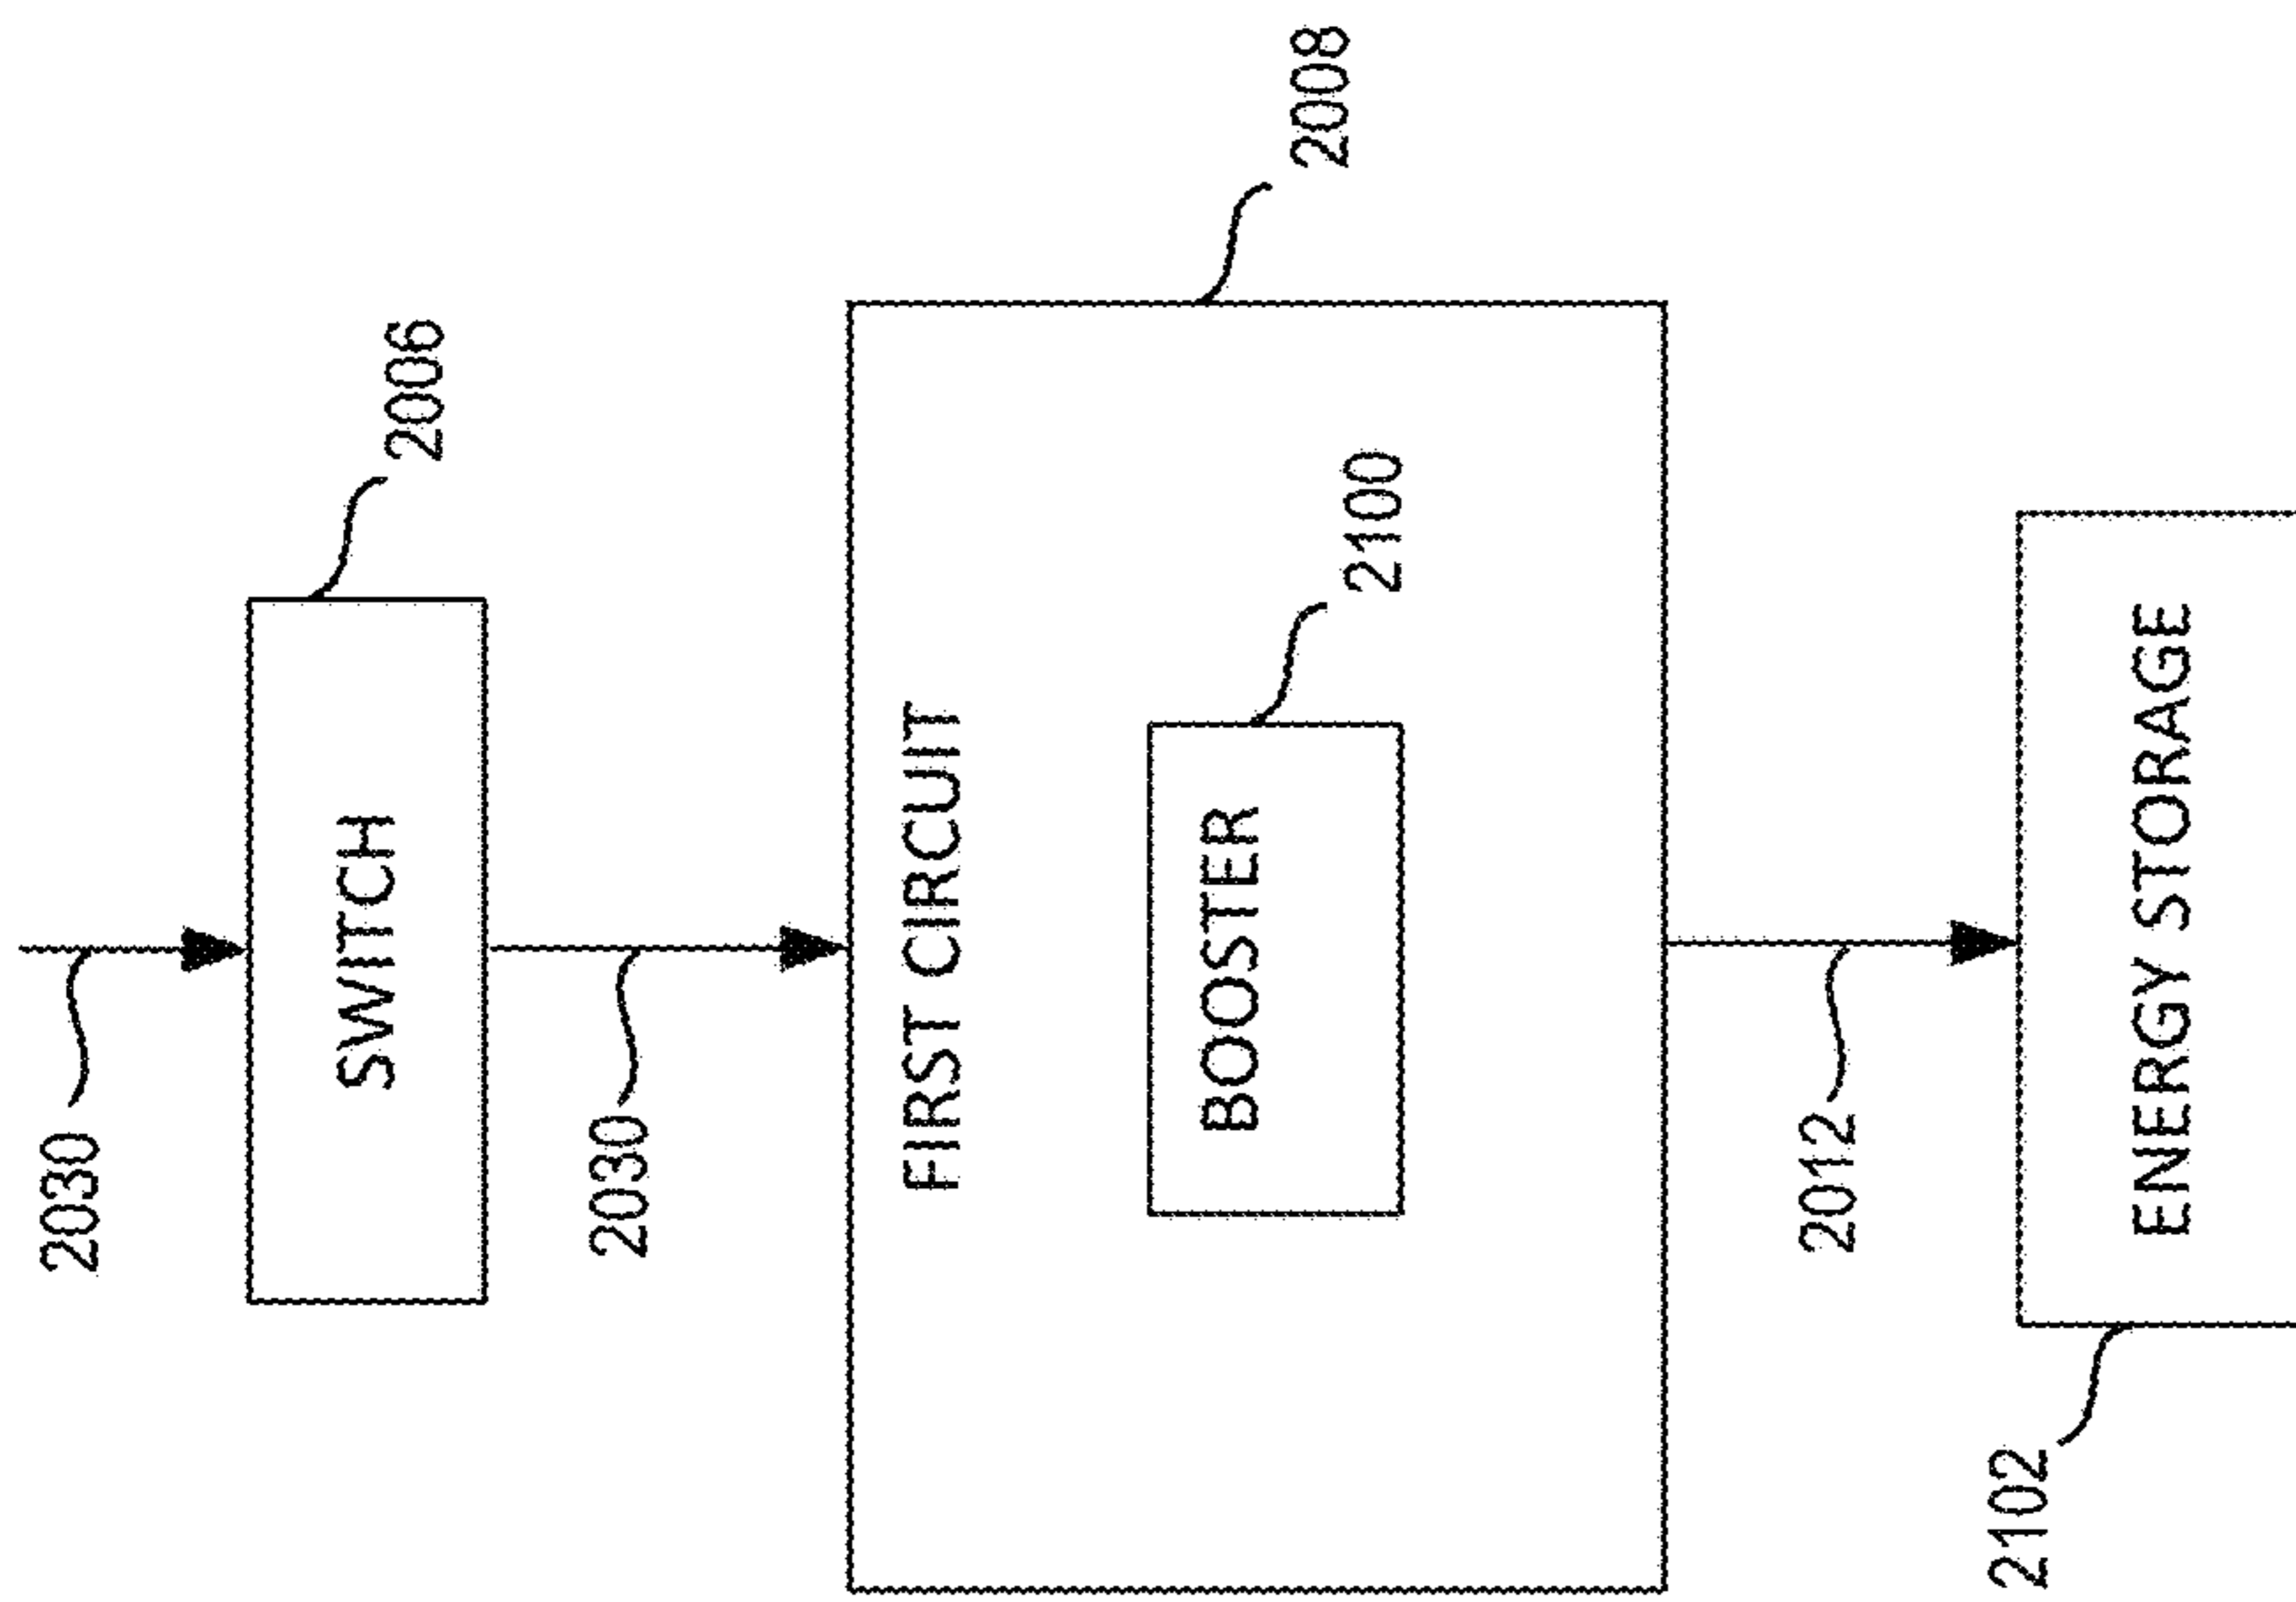 2030
SWITCH
2006
2030
FIRST CIRCUIT
2008
BOOSTER
2100
2012
ENERGY STORAGE
2102